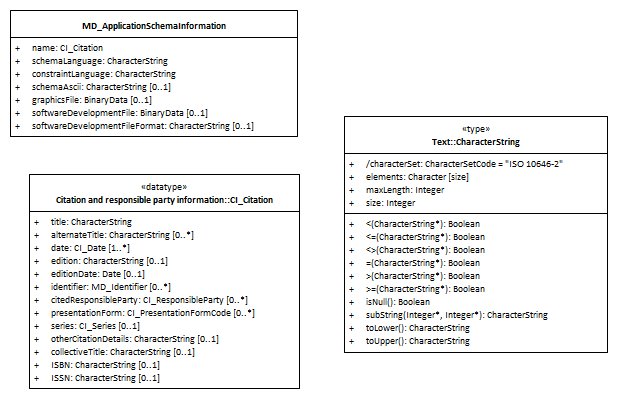 MD_ApplicationSchemaInformation
+ name: CI_Citation
+ schemaLanguage: CharacterString
+ constraintLanguage: CharacterString
+ schemaAscii: CharacterString [0..1]
+ graphicsFile: BinaryData [0..1]
+ softwareDevelopmentFile: BinaryData [0..1]
+ softwareDevelopmentFileFormat: CharacterString [0..1]
«datatype»
Citation and responsible party information::CI_Citation
+ title: CharacterString
+ alternateTitle: CharacterString [0..*]
+ date: CI_Date [1..*]
+ edition: CharacterString [0..1]
+ editionDate: Date [0..1]
+ identifier: MD_Identifier [0..*]
+ citedResponsibleParty: CI_ResponsibleParty [0..*]
+ presentationForm: CI_PresentationFormCode [0..*]
+ series: CI_Series [0..1]
+ otherCitationDetails: CharacterString [0..1]
+ collectiveTitle: CharacterString [0..1]
+ ISBN: CharacterString [0..1]
+ ISSN: CharacterString [0..1]
«type»
Text::CharacterString
+ /characterSet: CharacterSetCode = "ISO 10646-2"
+ elements: Character [size]
+ maxLength: Integer
+ size: Integer
+ <(CharacterString*): Boolean
+ <=(CharacterString*): Boolean
+ <>(CharacterString*): Boolean
+ =(CharacterString*): Boolean
+ >(CharacterString*): Boolean
+ >=(CharacterString*): Boolean
+ isNull(): Boolean
+ subString(Integer*, Integer*): CharacterString
+ toLower(): CharacterString
+ toUpper(): CharacterString